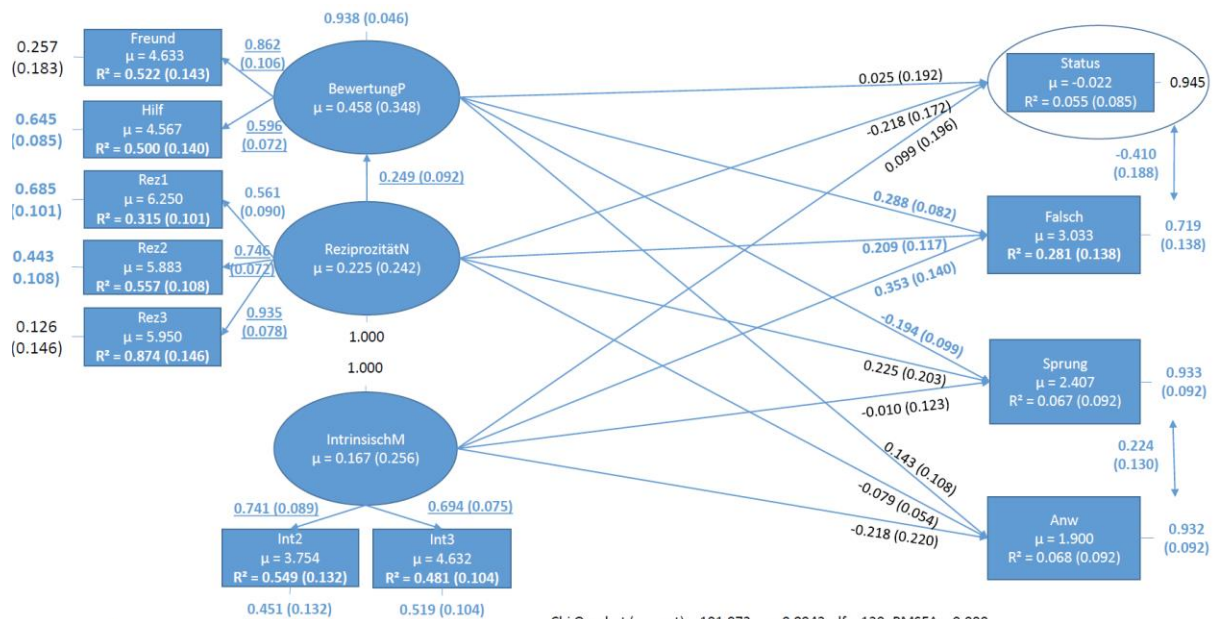 0.938 (0.046)
0.257
(0.183)
Freund
μ = 4.633
R² = 0.522 (0.143)
0.862
(0.106)
BewertungP
μ = 0.458 (0.348)
0.645
(0.085)
Hilf
μ = 4.567
R² = 0.500 (0.140)
0.596
(0.072)
0.685
(0.101)
Rez1
μ = 6.250
R² = 0.315 (0.101)
0.561
(0.090)
0.249 (0.092)
0.443
(0.108)
Rez2
μ = 5.883
R² = 0.557 (0.108)
0.746
(0.072)
ReziprozitätN
μ = 0.225 (0.242)
0.126
(0.146)
Rez3
μ = 5.950
R² = 0.874 (0.146)
0.935
(0.078)
1.000
1.000
IntrinsischM
μ = 0.167 (0.256)
0.741 (0.089)
0.694 (0.075)
Int2
μ = 3.754
R² = 0.549 (0.132)
0.451 (0.132)
Int3
μ = 4.632
R² = 0.481 (0.104)
0.519 (0.104)
0.025 (0.192)
-0.218 (0.172)
0.099 (0.196)
0.288 (0.082)
0.209 (0.117)
0.353 (0.140)
-0.194 (0.099)
0.225 (0.203)
-0.010 (0.123)
0.143 (0.108)
-0.079 (0.054)
-0.218 (0.220)
Status
μ = -0.022
R² = 0.055 (0.085)
0.945
-0.410
(0.188)
Falsch
μ = 3.033
R² = 0.281 (0.138)
0.719
(0.138)
Sprung
μ = 2.407
R² = 0.067 (0.092)
0.933
(0.092)
0.224
(0.130)
Anw
μ = 1.900
R² = 0.068 (0.092)
0.932
(0.092)